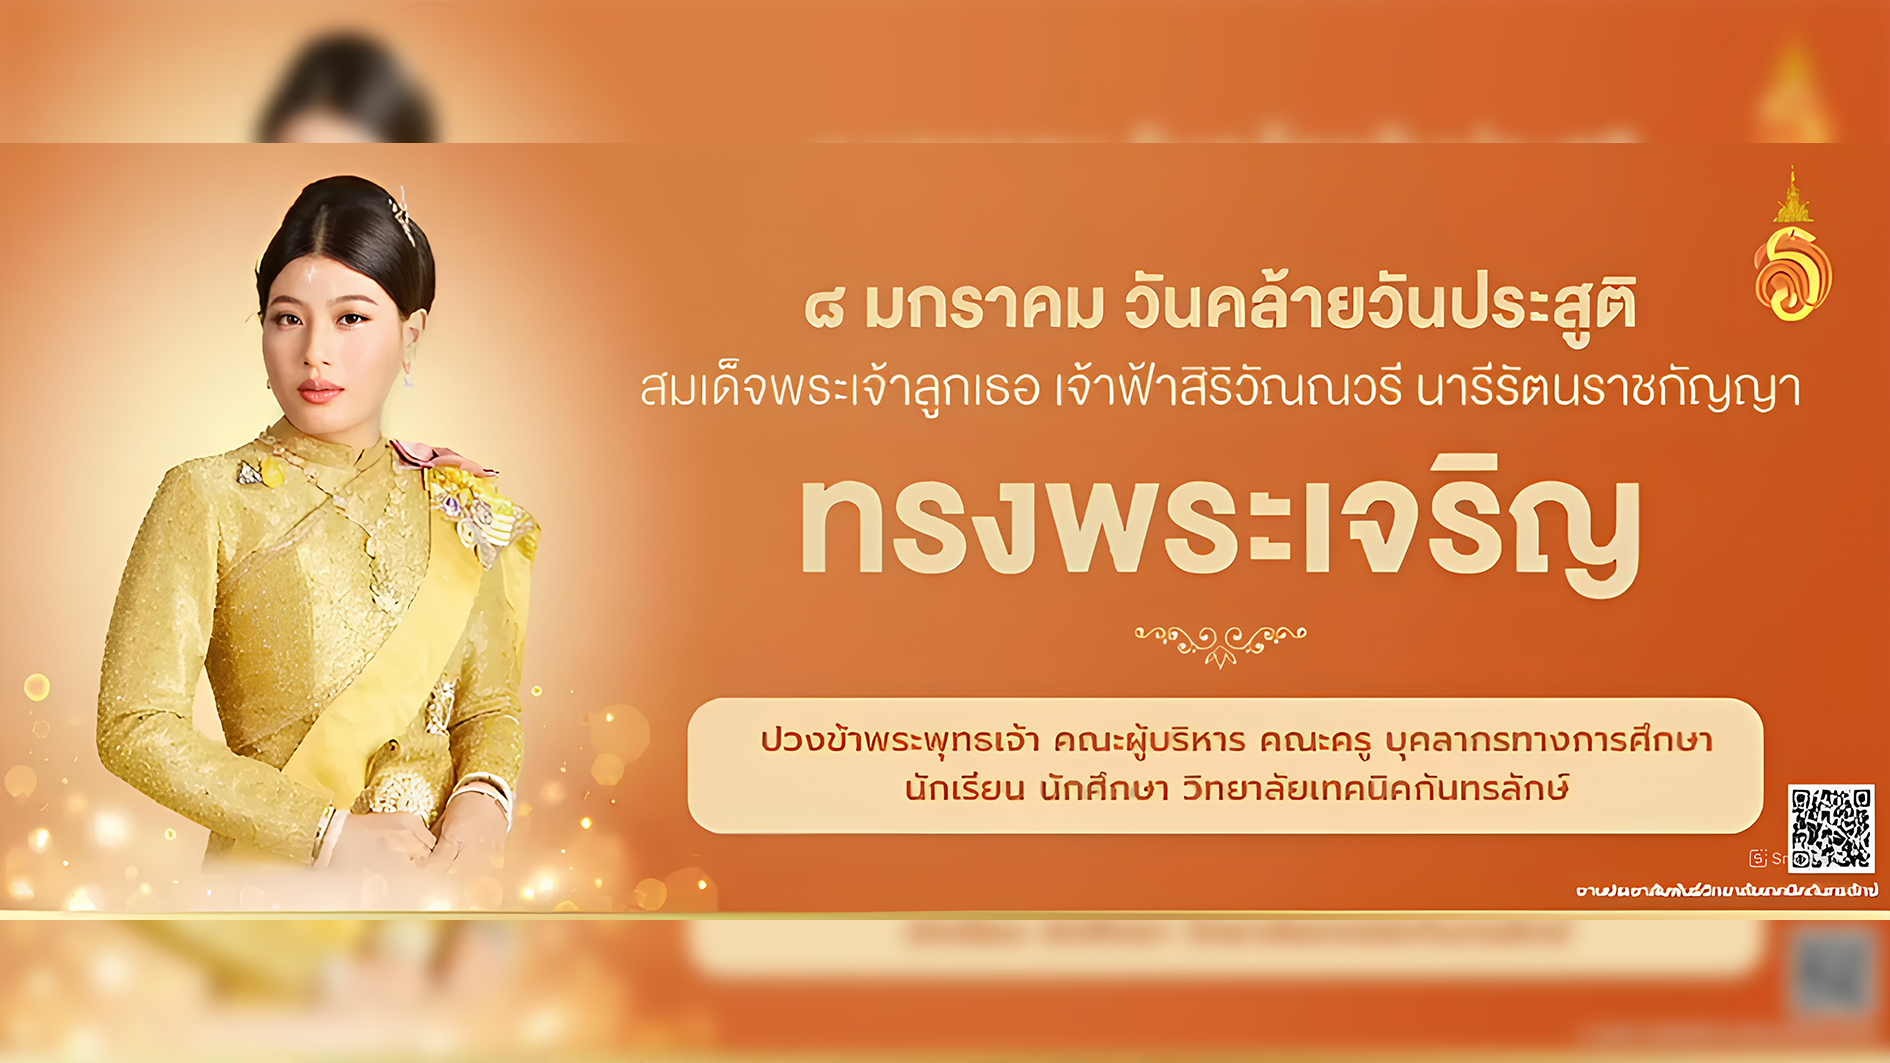 ๘ มกราคม วันคล้ายวันประสูติ
สมเด็จพระเจ้าลูกเธอ เจ้าฟ้าสิริวัณณวรี นารีรัตนราชกัญญา
ทรงพระเจริญ
ปวงข้าพระพุทธเจ้า คณะผู้บริหาร คณะครู บุคลากรทางการศึกษา
นักเรียน นักศึกษา วิทยาลัยเทคนิคกันทรลักษ์